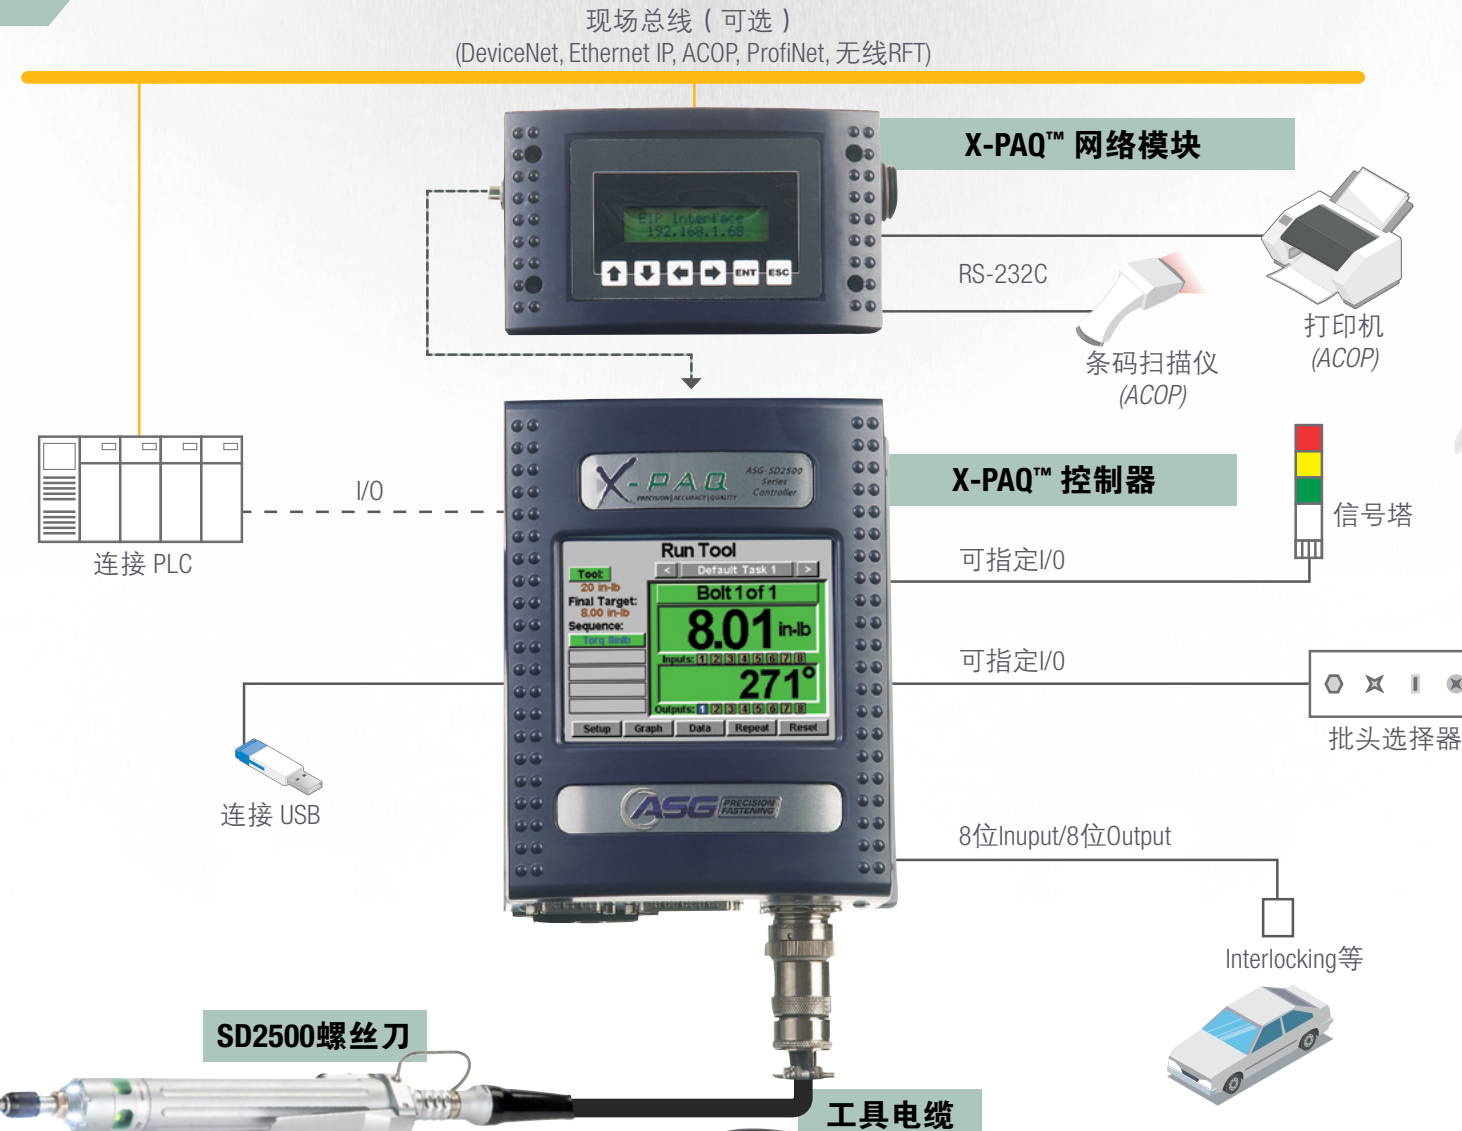 现场总线（可选）
(DeviceNet, Ethernet IP, ACOP, ProfiNet, 无线RFT)
X-PAQ™ 网络模块
EIP Interface
192.168.1.68
ENT ESC
RS-232C
打印机
(ACOP)
条码扫描仪
(ACOP)
X-PAQ
PRECISION | ACCURACY | QUALITY
ASG-SD2500
Series
Controller
X-PAQ™ 控制器
I/O
连接 PLC
信号塔
可指定I/O
Run Tool
< Default Task 1 >
Tool:
20 in-lb
Final Target:
8.00 in-lb
Sequence:
Torq 8inlb
Bolt 1 of 1
8.01 in-lb
Inputs: 1 2 3 4 5 6 7 8
271°
Outputs: 1 2 3 4 5 6 7 8
Setup Graph Data Repeat Reset
可指定I/O
批头选择器
连接 USB
ASG PRECISION
FASTENING
8位Inuput/8位Output
Interlocking等
SD2500螺丝刀
工具电缆